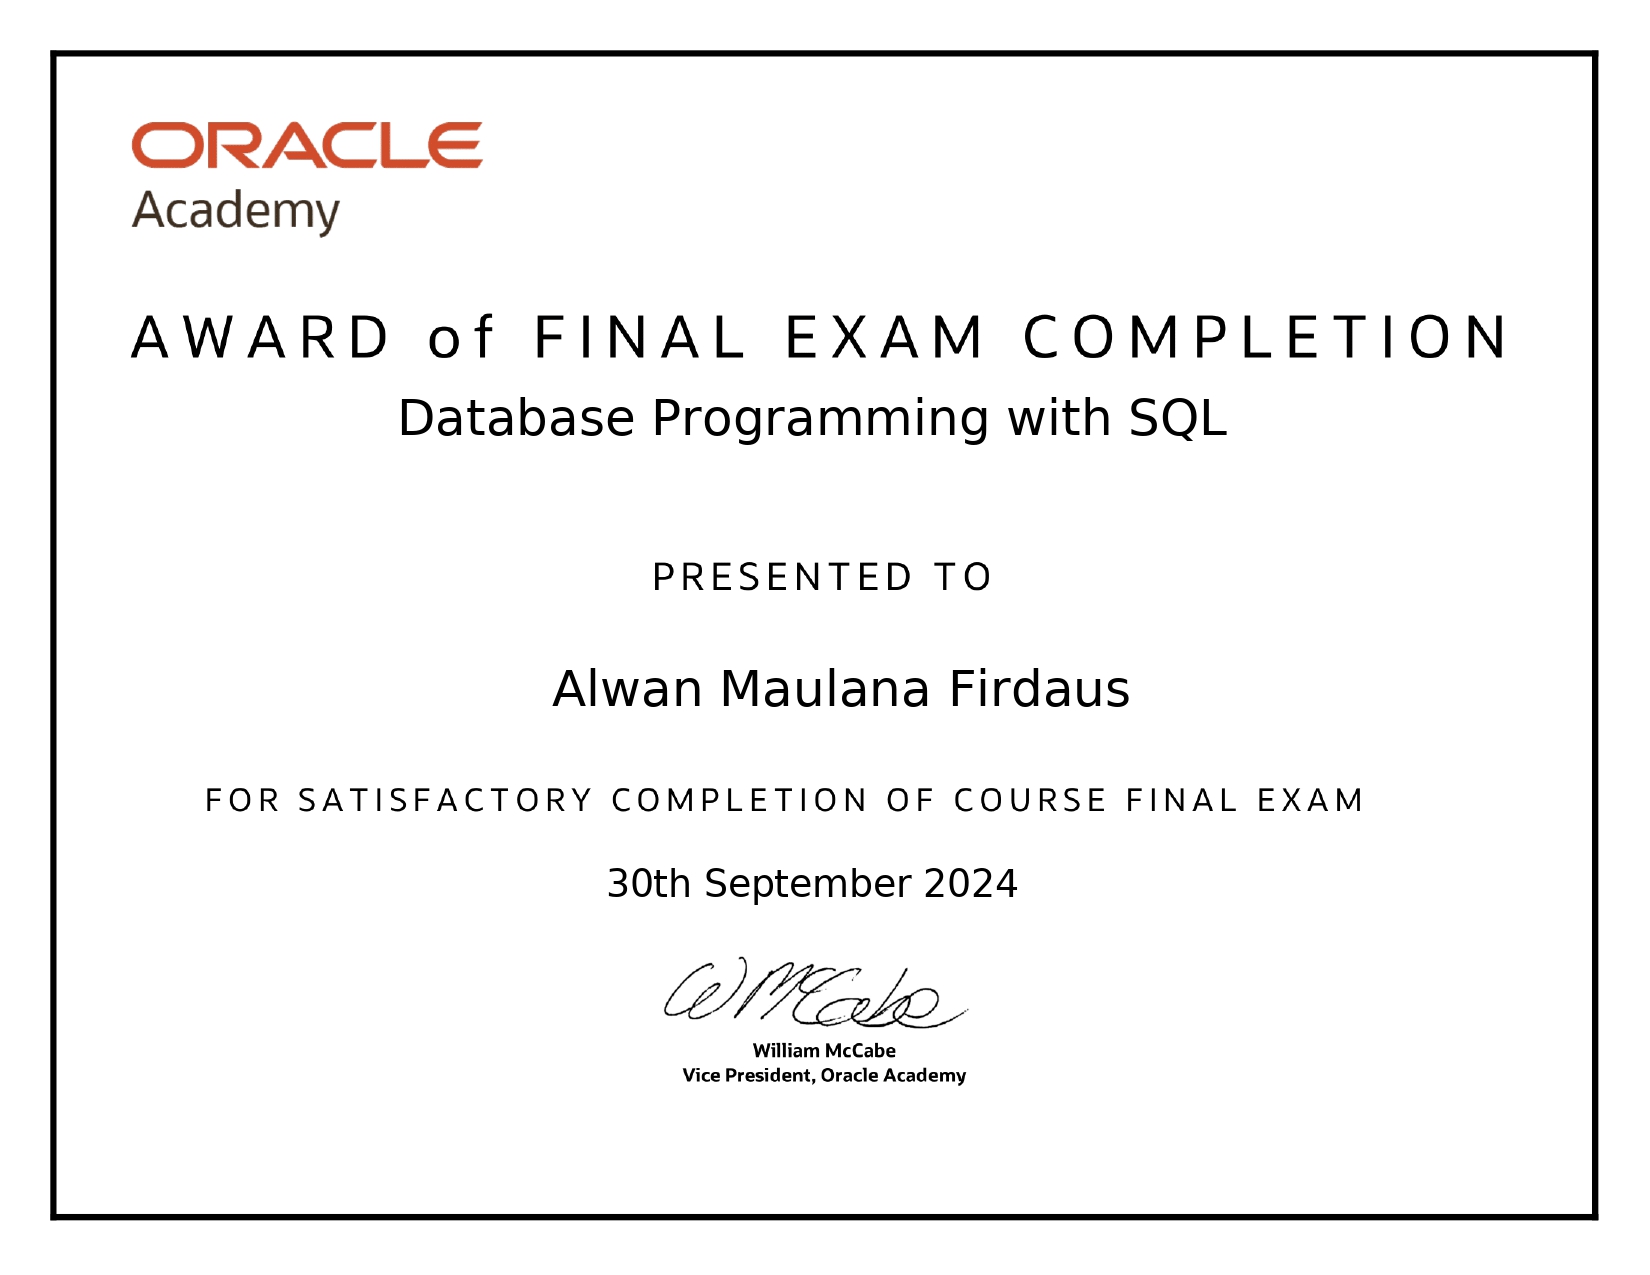 ORACLE
Academy
AWARD of FINAL EXAM COMPLETION
Database Programming with SQL
PRESENTED TO
Alwan Maulana Firdaus
FOR SATISFACTORY COMPLETION OF COURSE FINAL EXAM
30th September 2024
W McCabe
William McCabe
Vice President, Oracle Academy